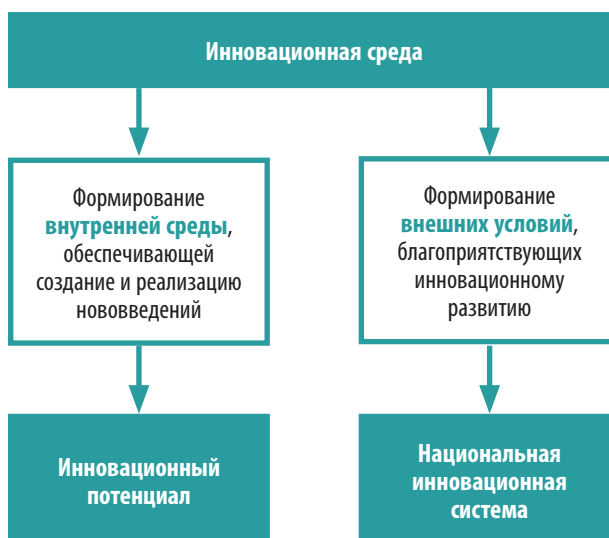 Инновационная среда
Формирование
внутренней среды,
обеспечивающей
создание и реализацию
нововведений
Формирование
внешних условий,
благоприятствующих
инновационному
развитию
Инновационный
потенциал
Национальная
инновационная
система